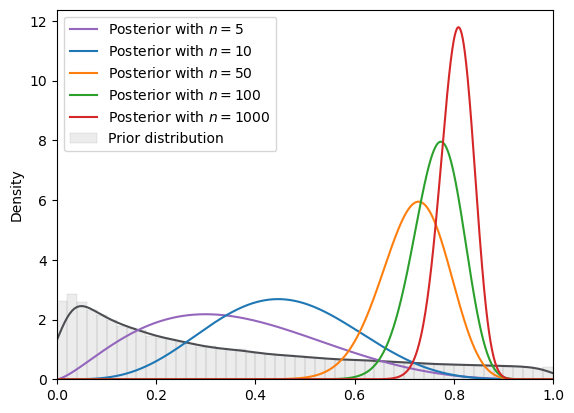 12
10
8
6
4
2
0
Density
Posterior with n = 5
Posterior with n = 10
Posterior with n = 50
Posterior with n = 100
Posterior with n = 1000
Prior distribution
0.0 0.2 0.4 0.6 0.8 1.0